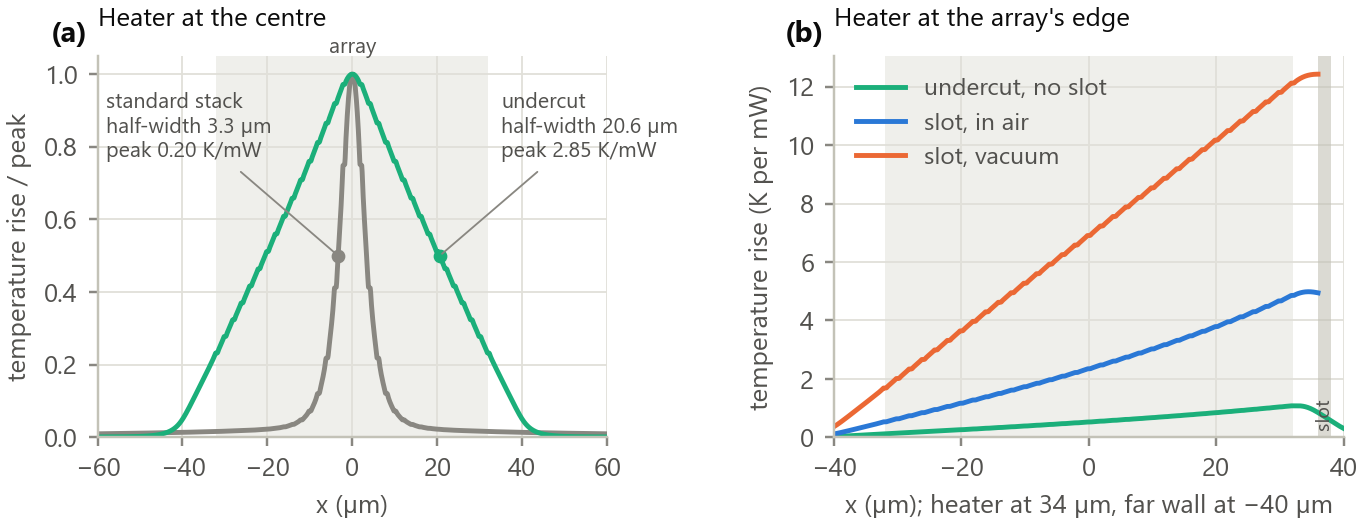 (a)
Heater at the centre
array
standard stack
half-width 3.3 µm
peak 0.20 K/mW
undercut
half-width 20.6 µm
peak 2.85 K/mW
temperature rise / peak
1.0
0.8
0.6
0.4
0.2
0.0
−60
−40
−20
0
20
40
60
x (µm)
(b)
Heater at the array's edge
undercut, no slot
slot, in air
slot, vacuum
slot
temperature rise (K per mW)
12
10
8
6
4
2
0
−40
−20
0
20
40
x (µm); heater at 34 µm, far wall at −40 µm